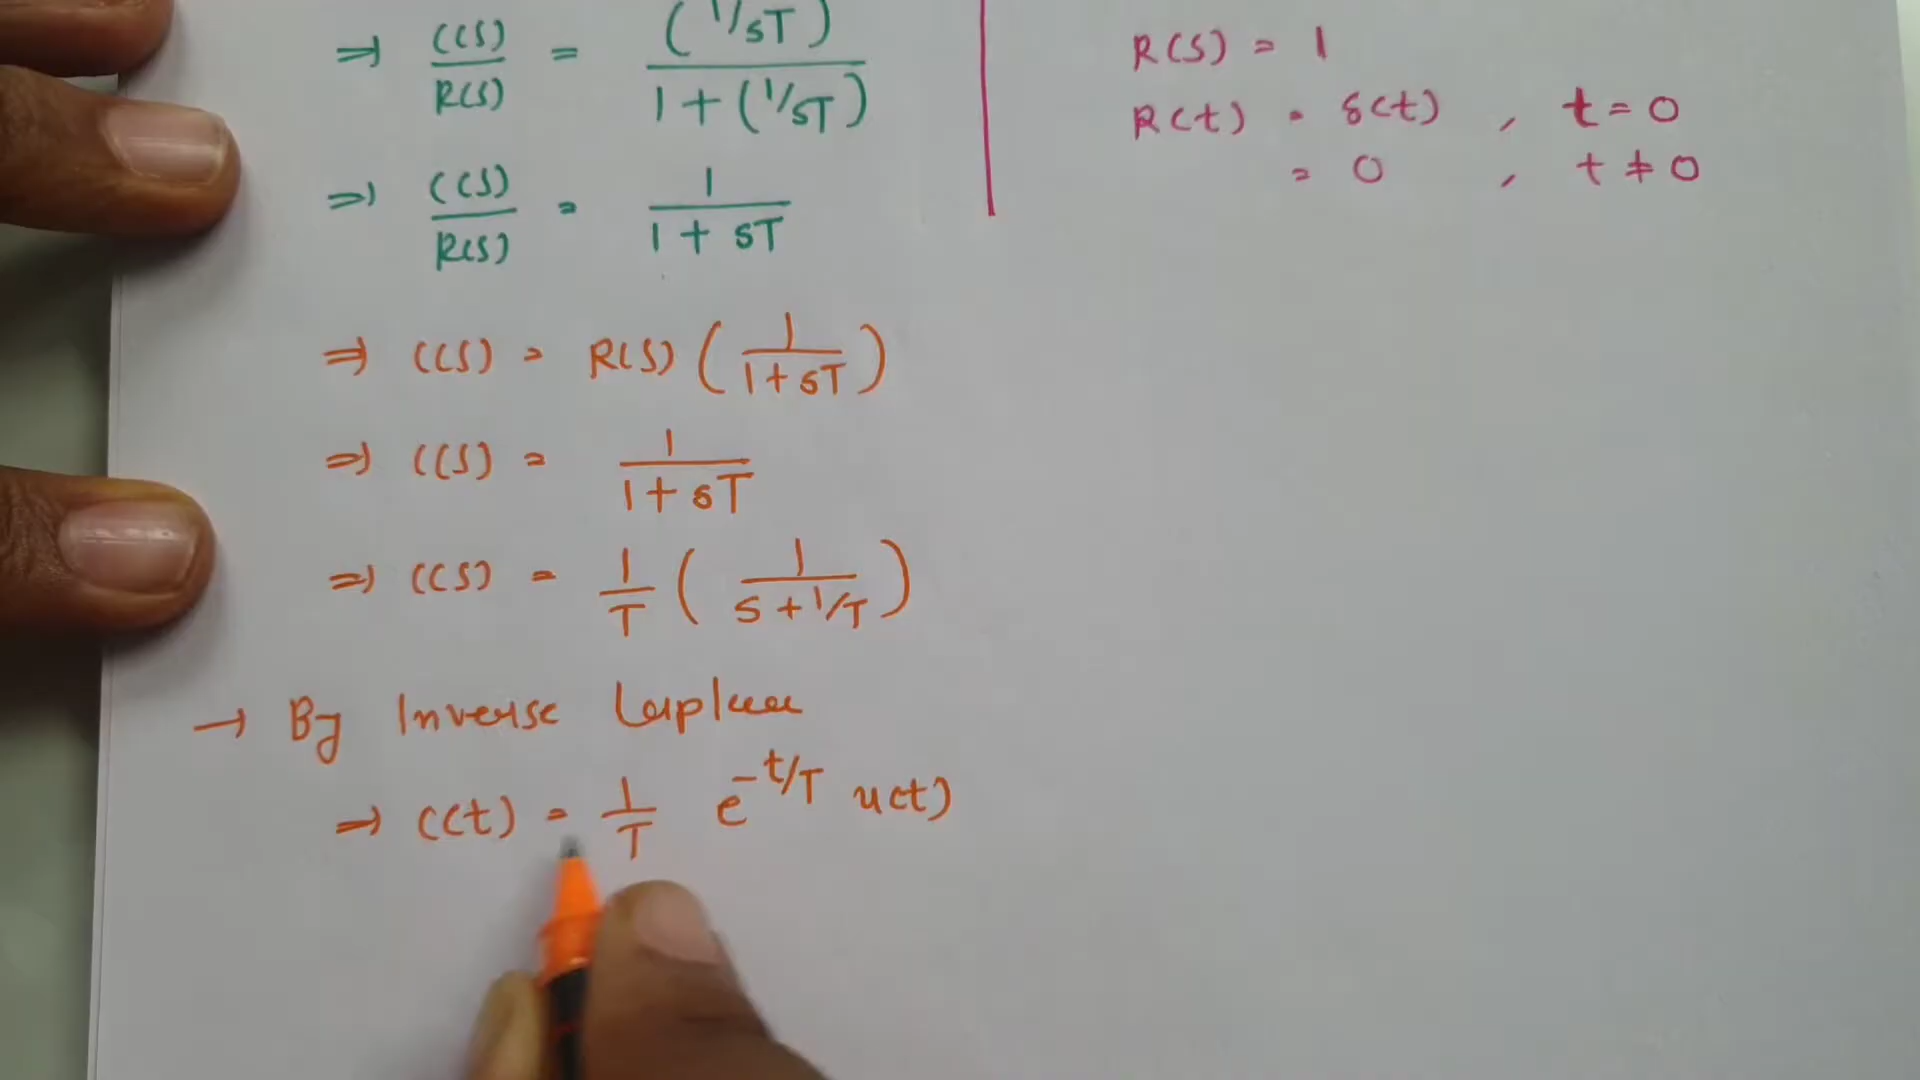 ⇒ C(S)/R(S) = (1/sT) / 1 + (1/sT)
⇒ C(S)/R(S) = 1 / 1 + sT
⇒ C(S) = R(S) ( 1 / 1 + sT )
⇒ C(S) = 1 / 1 + sT
⇒ C(S) = 1/T ( 1 / s + 1/T )
→ By Inverse Laplace
⇒ C(t) = 1/T e^-t/T u(t)
R(S) = 1
R(t) = δ(t) , t = 0
= 0 , t ≠ 0